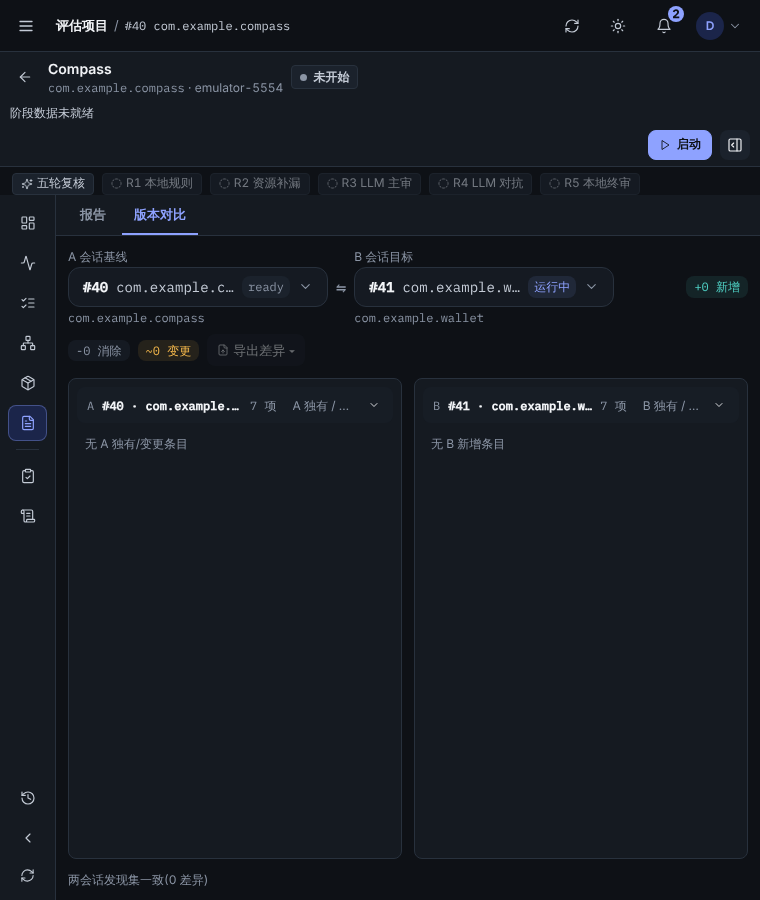 评估项目 / #40 com.example.compass
2
D
Compass
com.example.compass · emulator-5554
未开始
阶段数据未就绪
启动
五轮复核
R1 本地规则
R2 资源补漏
R3 LLM 主审
R4 LLM 对抗
R5 本地终审
报告
版本对比
A 会话基线
#40 com.example.c… ready
com.example.compass
⇋
B 会话目标
#41 com.example.w… 运行中
com.example.wallet
+0 新增
-0 消除
~0 变更
导出差异
A #40 · com.example.… 7 项 A 独有 / …
无 A 独有/变更条目
B #41 · com.example.w… 7 项 B 独有 / …
无 B 新增条目
两会话发现集一致(0 差异)